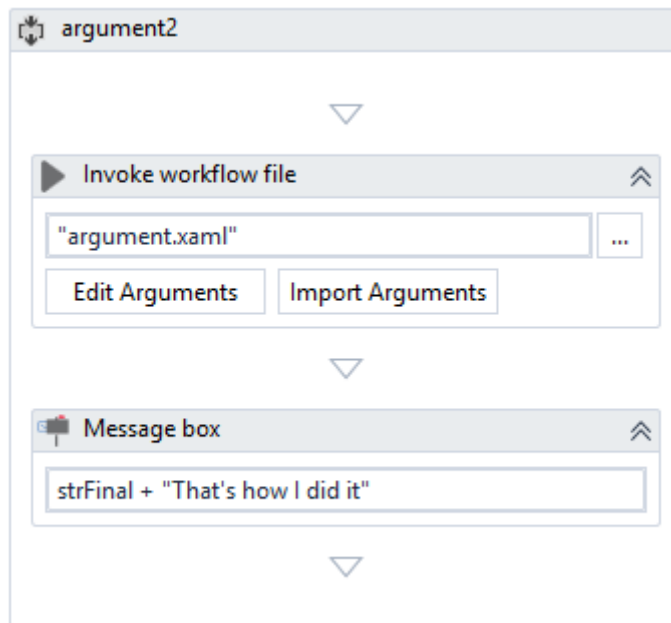 argument2
Invoke workflow file
"argument.xaml"
...
Edit Arguments
Import Arguments
Message box
strFinal + "That's how I did it"